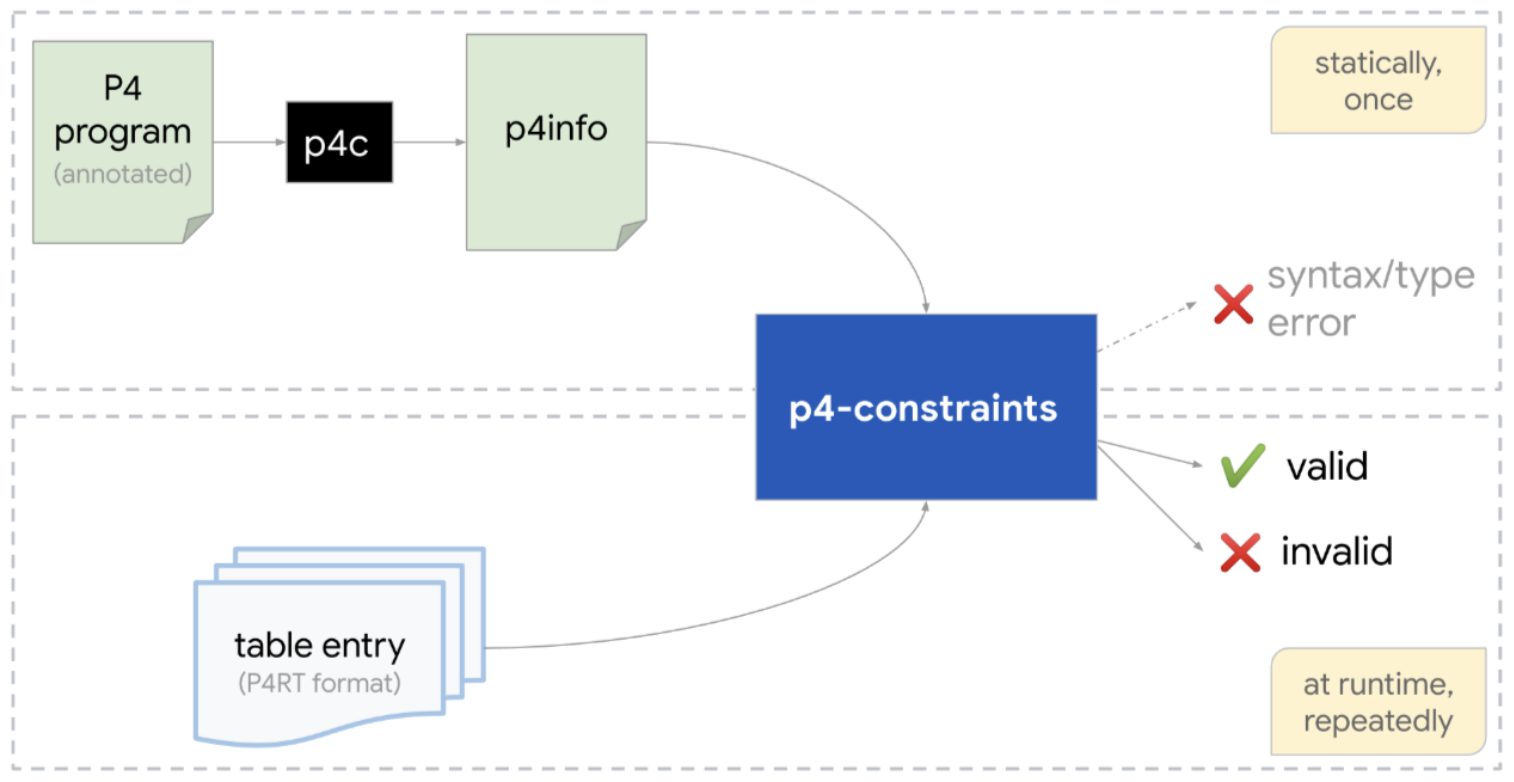 P4
program
(annotated)
p4c
p4info
statically,
once
syntax/type
error
p4-constraints
valid
invalid
table entry
(P4RT format)
at runtime,
repeatedly